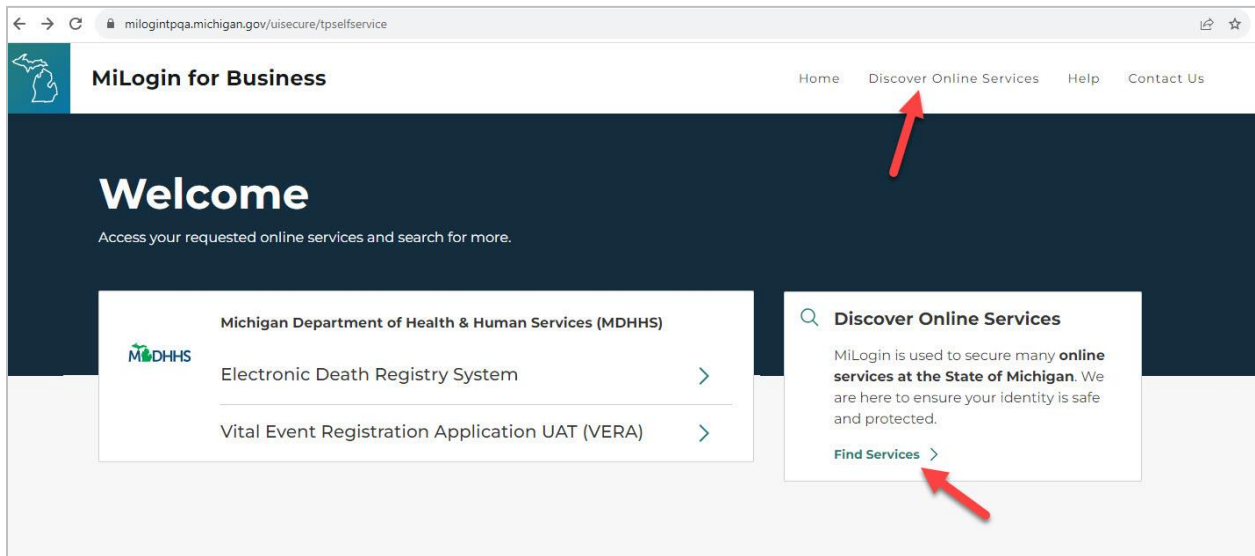 milogintpqa.michigan.gov/uisecure/tpselfservice
MiLogin for Business
Home Discover Online Services Help Contact Us
Welcome
Access your requested online services and search for more.
Michigan Department of Health & Human Services (MDHHS)
MDHHS
Electronic Death Registry System
Vital Event Registration Application UAT (VERA)
Discover Online Services
MiLogin is used to secure many online
services at the State of Michigan. We
are here to ensure your identity is safe
and protected.
Find Services